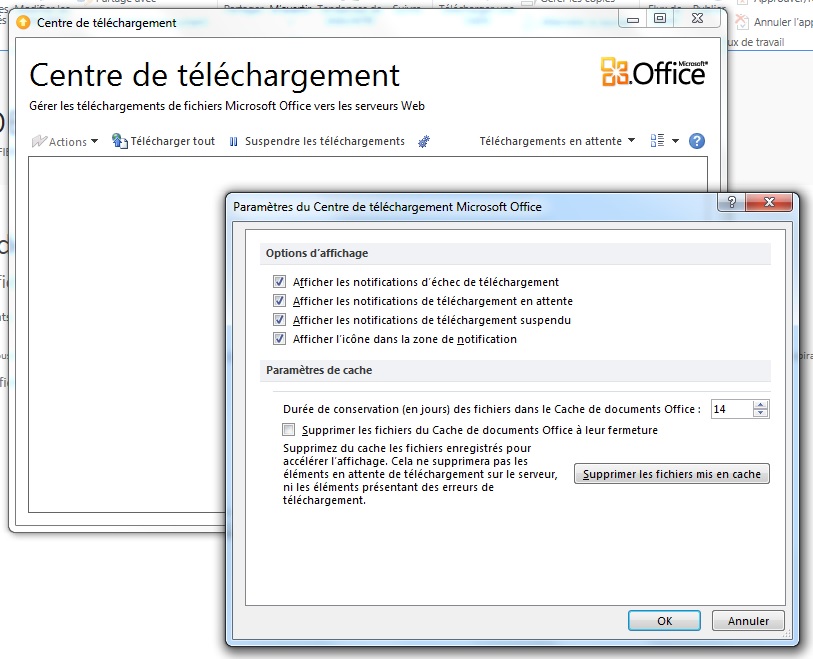 Centre de téléchargement
Centre de téléchargement
Microsoft®
Office
Gérer les téléchargements de fichiers Microsoft Office vers les serveurs Web
Actions
Télécharger tout
Suspendre les téléchargements
Téléchargements en attente
Annuler l'app
ux de travail
Paramètres du Centre de téléchargement Microsoft Office
Options d'affichage
Afficher les notifications d'échec de téléchargement
Afficher les notifications de téléchargement en attente
Afficher les notifications de téléchargement suspendu
Afficher l'icône dans la zone de notification
Paramètres de cache
Durée de conservation (en jours) des fichiers dans le Cache de documents Office :
14
Supprimer les fichiers du Cache de documents Office à leur fermeture
Supprimez du cache les fichiers enregistrés pour
accélérer l'affichage. Cela ne supprimera pas les
éléments en attente de téléchargement sur le serveur,
ni les éléments présentant des erreurs de
téléchargement.
Supprimer les fichiers mis en cache
OK
Annuler